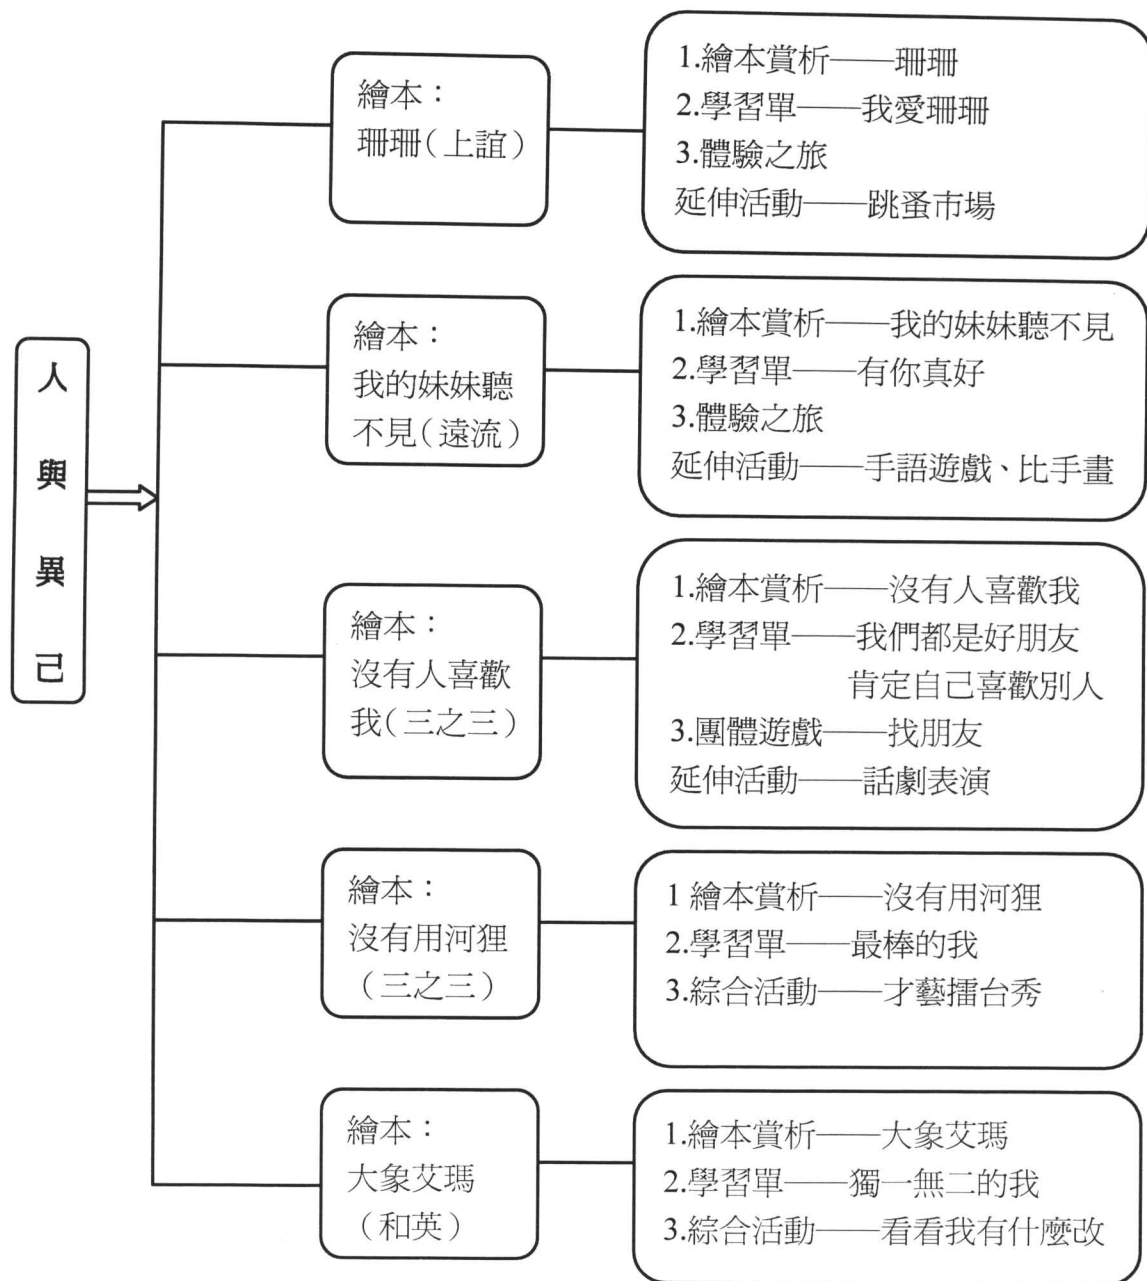 人與異己
繪本：
珊珊（上誼）
1.繪本賞析——珊珊
2.學習單——我愛珊珊
3.體驗之旅
延伸活動——跳蚤市場
繪本：
我的妹妹聽
不見（遠流）
1.繪本賞析——我的妹妹聽不見
2.學習單——有你真好
3.體驗之旅
延伸活動——手語遊戲、比手畫
繪本：
沒有人喜歡
我（三之三）
1.繪本賞析——沒有人喜歡我
2.學習單——我們都是好朋友
肯定自己喜歡別人
3.團體遊戲——找朋友
延伸活動——話劇表演
繪本：
沒有用河狸
（三之三）
1 繪本賞析——沒有用河狸
2.學習單——最棒的我
3.綜合活動——才藝擂台秀
繪本：
大象艾瑪
（和英）
1.繪本賞析——大象艾瑪
2.學習單——獨一無二的我
3.綜合活動——看看我有什麼改